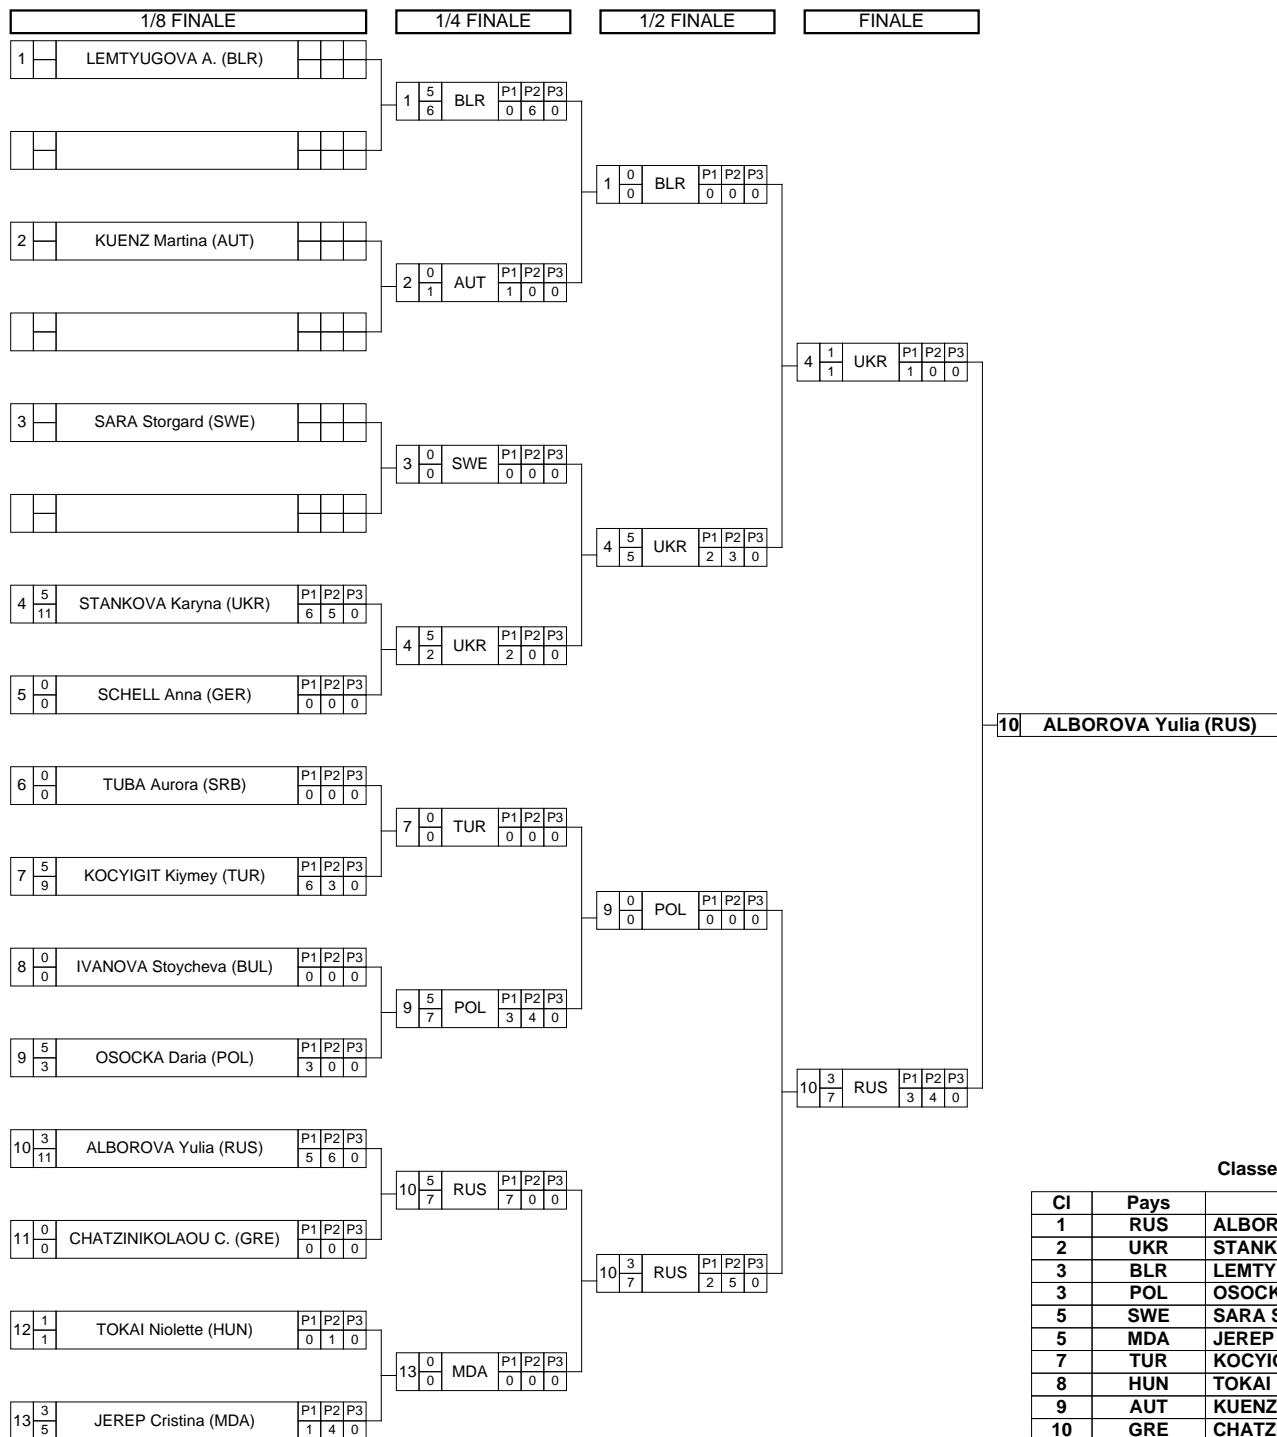 1/8 FINALE
1/4 FINALE
1/2 FINALE
FINALE
1 LEMTYUGOVA A. (BLR)
1 5 6 BLR P1 P2 P3 0 6 0
1 0 0 BLR P1 P2 P3 0 0 0
2 KUENZ Martina (AUT)
2 0 1 AUT P1 P2 P3 1 0 0
4 1 1 UKR P1 P2 P3 1 0 0
3 SARA Storgard (SWE)
3 0 0 SWE P1 P2 P3 0 0 0
4 5 5 UKR P1 P2 P3 2 3 0
4 5 11 STANKOVA Karyna (UKR) P1 P2 P3 6 5 0
4 5 2 UKR P1 P2 P3 2 0 0
5 0 0 SCHELL Anna (GER) P1 P2 P3 0 0 0
10 ALBOROVA Yulia (RUS)
6 0 0 TUBA Aurora (SRB) P1 P2 P3 0 0 0
7 0 0 TUR P1 P2 P3 0 0 0
7 5 9 KOCYIGIT Kiymey (TUR) P1 P2 P3 6 3 0
9 0 0 POL P1 P2 P3 0 0 0
8 0 0 IVANOVA Stoycheva (BUL) P1 P2 P3 0 0 0
9 5 7 POL P1 P2 P3 3 4 0
9 5 3 OSOCKA Daria (POL) P1 P2 P3 3 0 0
10 3 7 RUS P1 P2 P3 3 4 0
10 3 11 ALBOROVA Yulia (RUS) P1 P2 P3 5 6 0
10 5 7 RUS P1 P2 P3 7 0 0
11 0 0 CHATZINIKOLAOU C. (GRE) P1 P2 P3 0 0 0
10 3 7 RUS P1 P2 P3 2 5 0
12 1 1 TOKAI Niolette (HUN) P1 P2 P3 0 1 0
13 0 0 MDA P1 P2 P3 0 0 0
13 3 5 JEREP Cristina (MDA) P1 P2 P3 1 4 0
Classe
Cl Pays
1 RUS ALBOR
2 UKR STANK
3 BLR LEMTY
3 POL OSOCK
5 SWE SARA S
5 MDA JEREP
7 TUR KOCYIG
8 HUN TOKAI
9 AUT KUENZ
10 GRE CHATZ